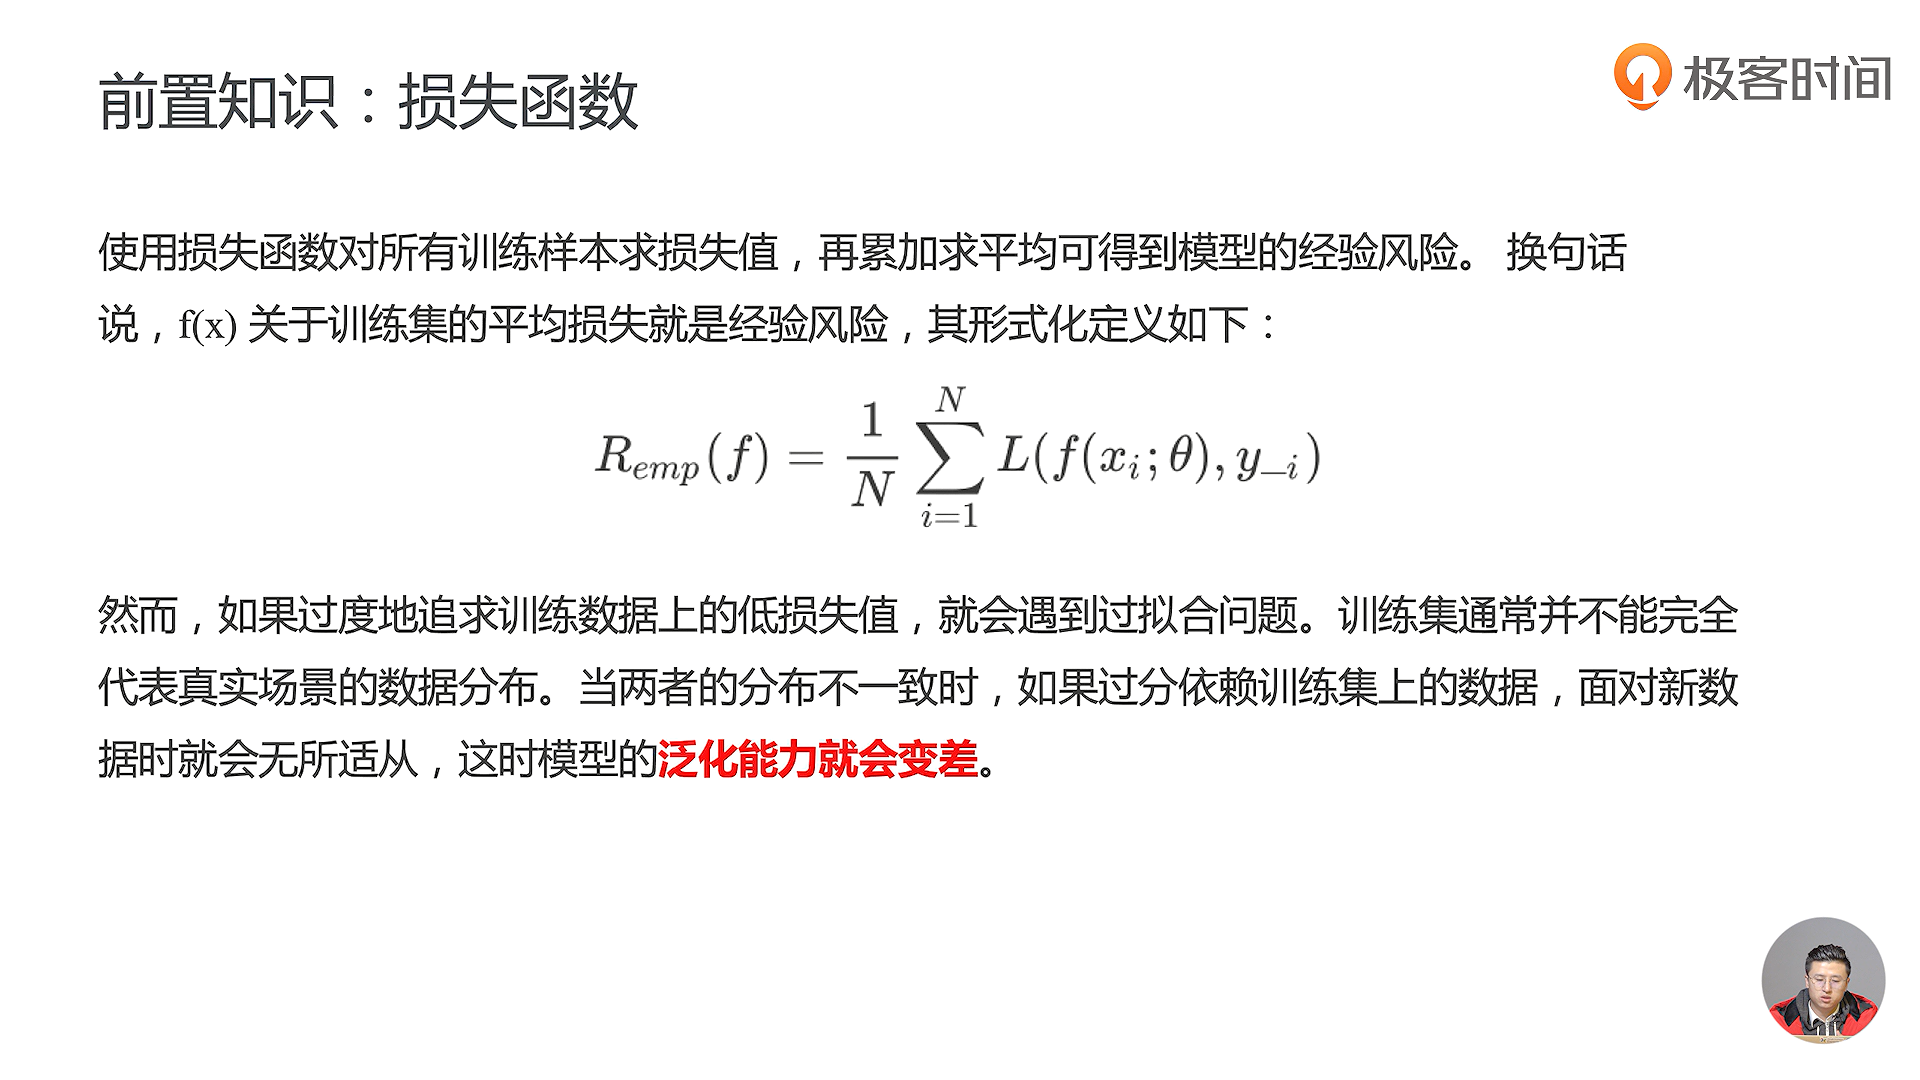 前置知识：损失函数
极客时间
使用损失函数对所有训练样本求损失值，再累加求平均可得到模型的经验风险。 换句话
说，f(x) 关于训练集的平均损失就是经验风险，其形式化定义如下：
R_{emp}(f) = \frac{1}{N} \sum_{i=1}^{N} L(f(x_i; θ), y_{—i})
然而，如果过度地追求训练数据上的低损失值，就会遇到过拟合问题。训练集通常并不能完全
代表真实场景的数据分布。当两者的分布不一致时，如果过分依赖训练集上的数据，面对新数
据时就会无所适从，这时模型的泛化能力就会变差。